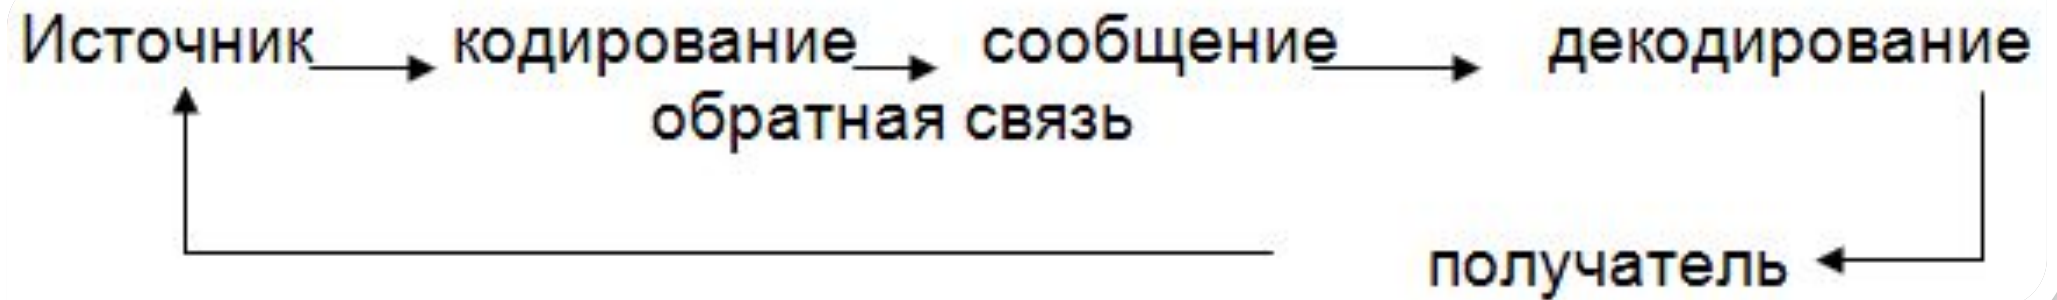 Источник кодирование сообщение декодирование
обратная связь
получатель